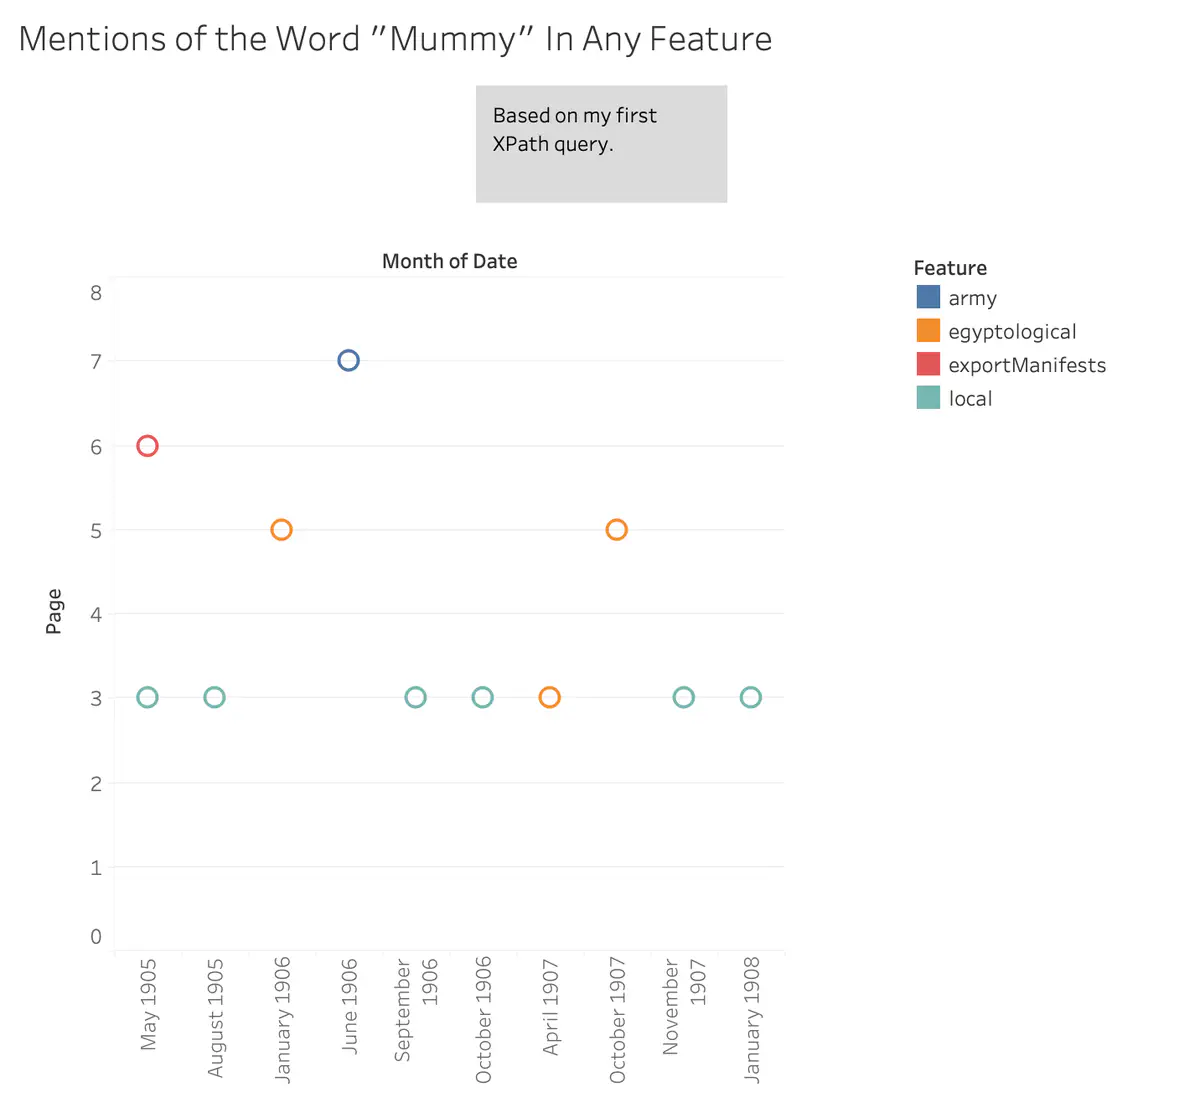 Mentions of the Word "Mummy" In Any Feature
Based on my first
XPath query.
Month of Date
Feature
army
egyptological
exportManifests
local
Page
8
7
6
5
4
3
2
1
0
May 1905
August 1905
January 1906
June 1906
September
1906
October 1906
April 1907
October 1907
November
1907
January 1908